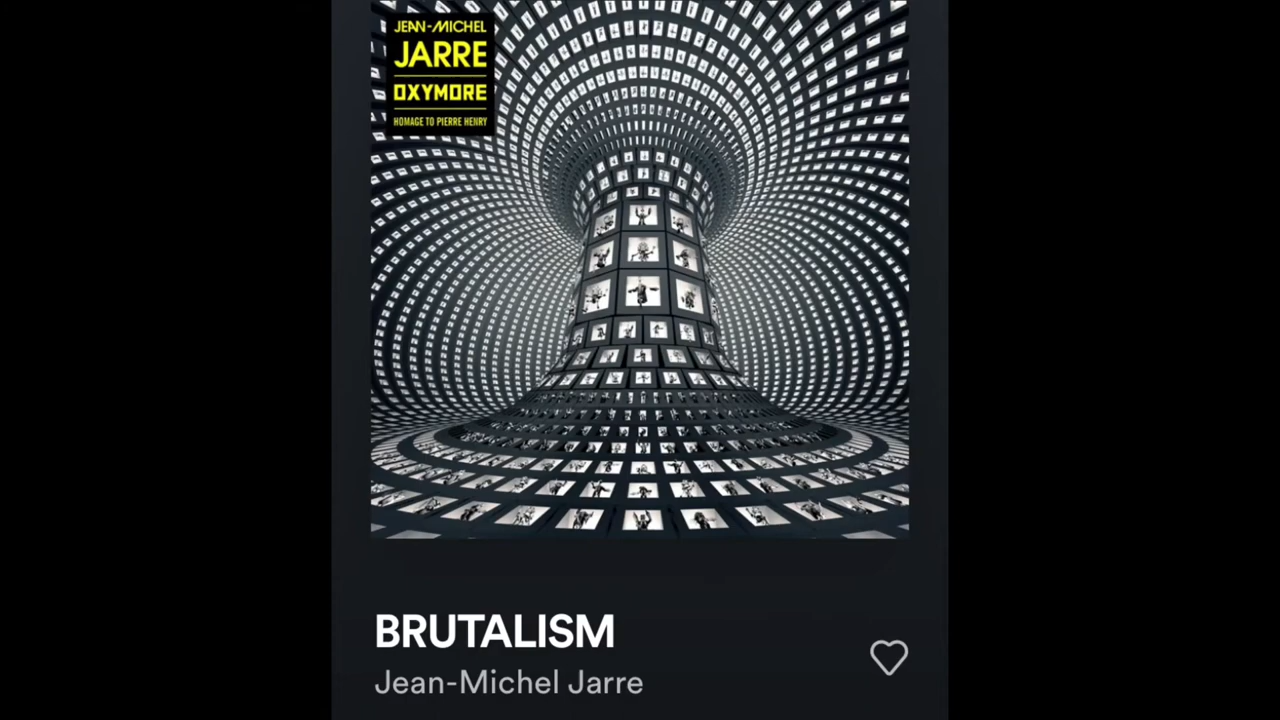 JEAN-MICHEL
JARRE
OXYMORE
HOMAGE TO PIERRE HENRY
BRUTALISM
Jean-Michel Jarre